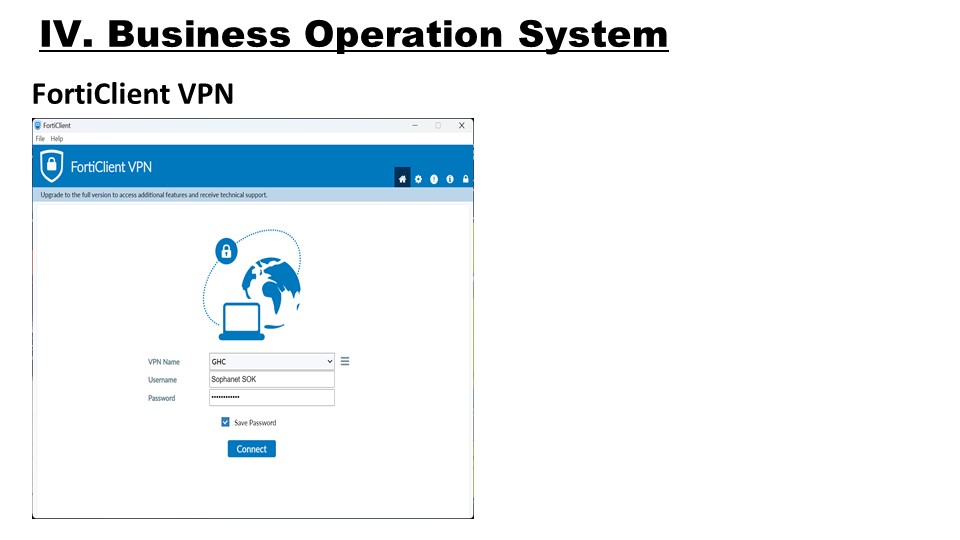 IV. Business Operation System
FortiClient VPN
FortiClient
File Help
FortiClient VPN
Upgrade to the full version to access additional features and receive technical support.
VPN Name GHC
Username Sophanet SOK
Password ••••••••••••
Save Password
Connect